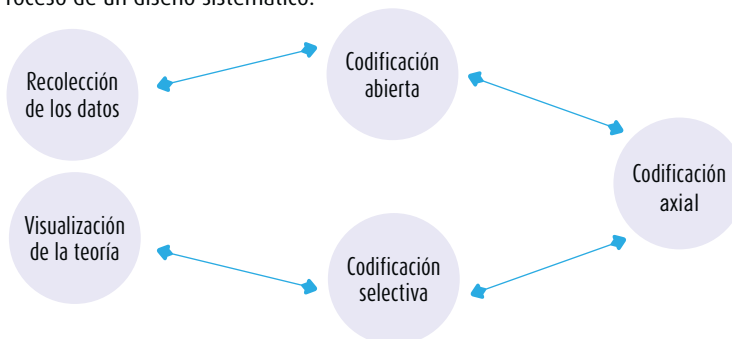 roceso de un diseño sistemático.
Recolección
de los datos
Codificación
abierta
Codificación
axial
Codificación
selectiva
Visualización
de la teoría